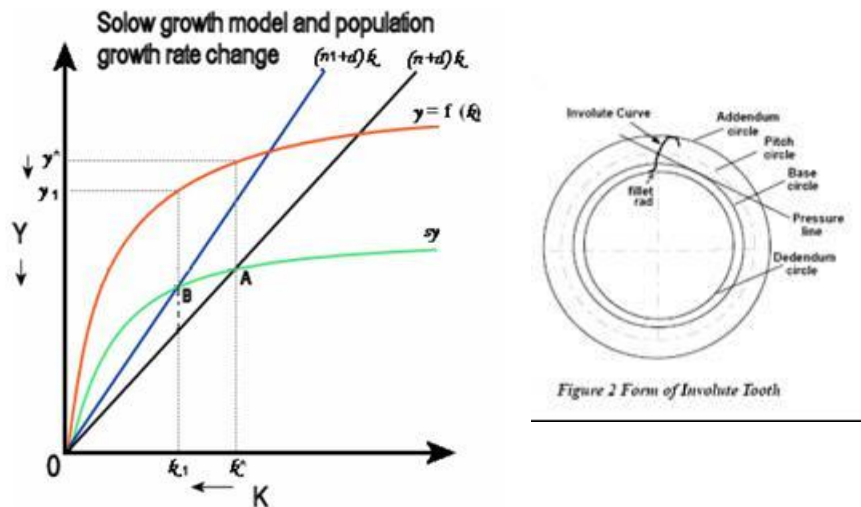 Solow growth model and population
growth rate change
(n1+d)k
(n+d)k
y = f (k)
y^
y1
Y
sy
B
A
0
k1
k^
K
Involute Curve
Addendum
circle
Pitch
circle
Base
circle
Pressure
line
Dedendum
circle
fillet
rad
Figure 2 Form of Involute Tooth